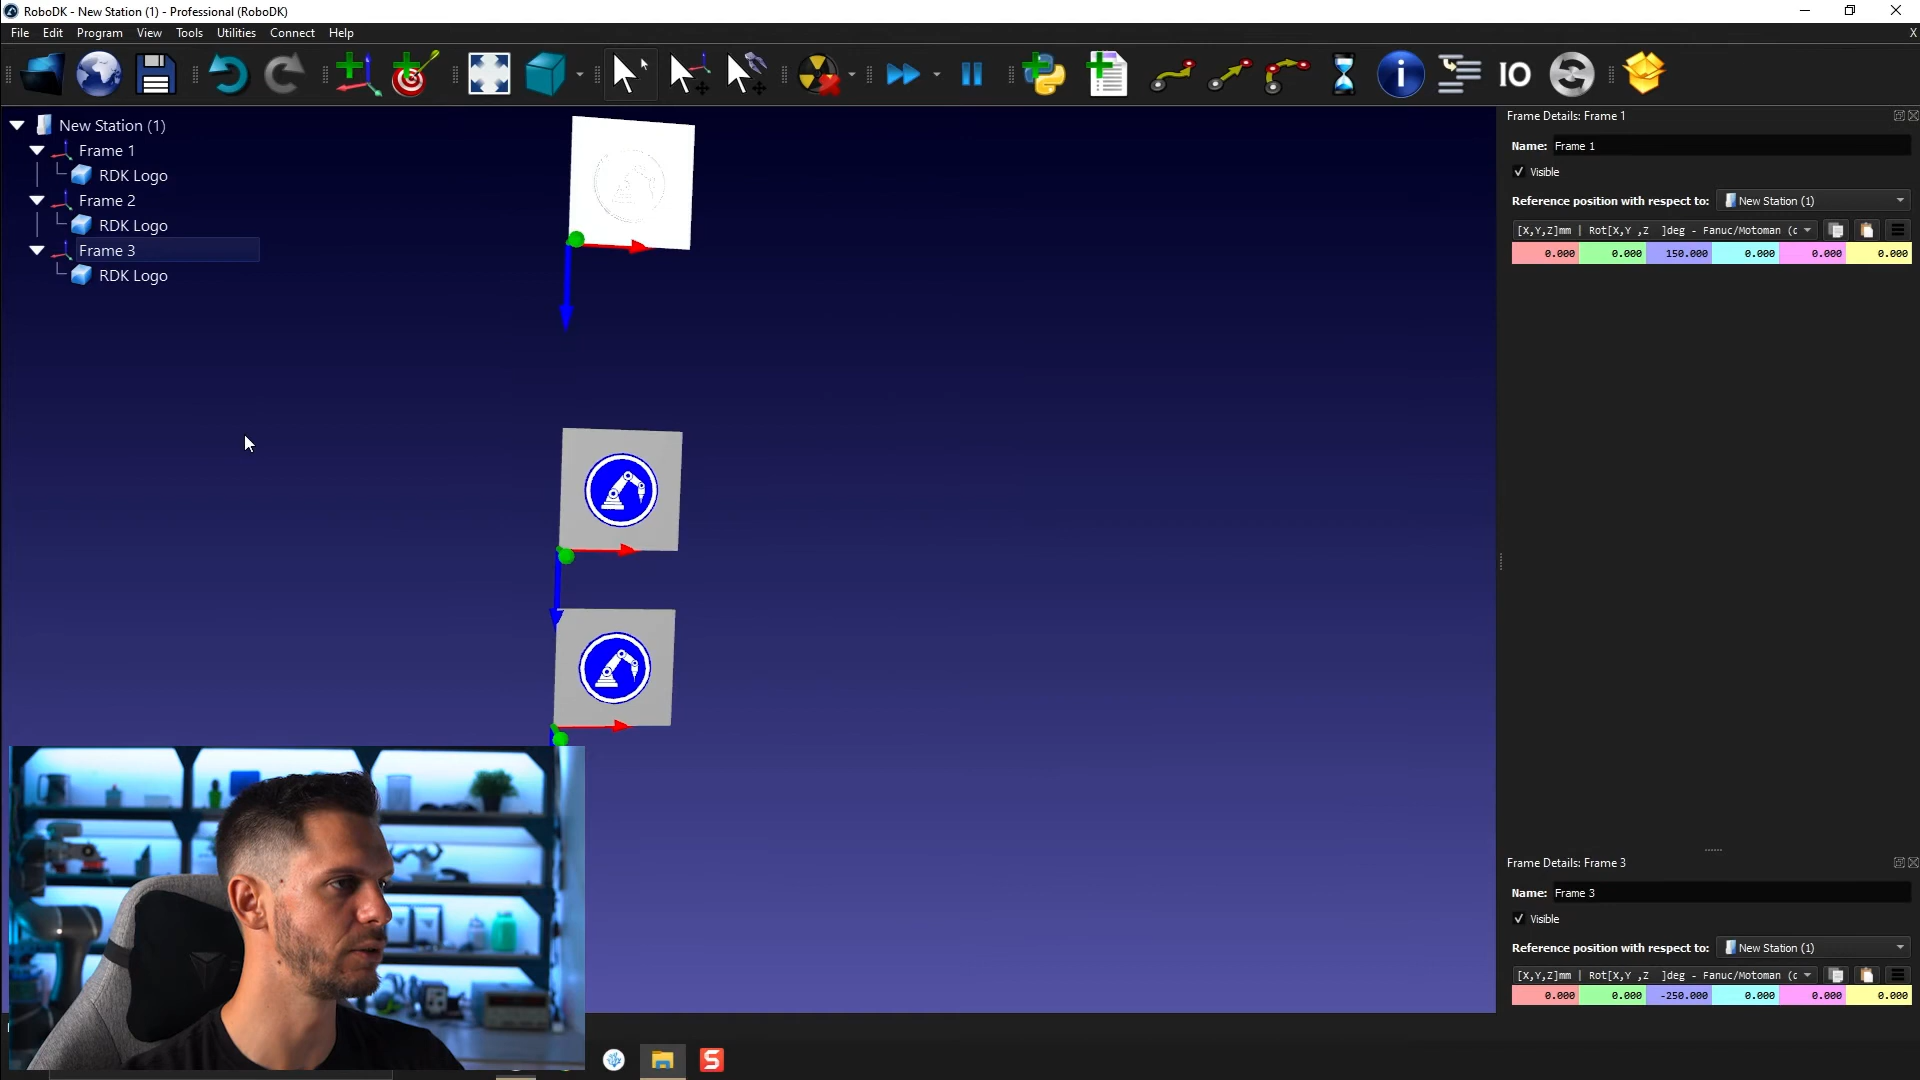 RoboDK - New Station (1) - Professional (RoboDK)
File Edit Program View Tools Utilities Connect Help X
IO
New Station (1)
Frame 1
RDK Logo
Frame 2
RDK Logo
Frame 3
RDK Logo
Frame Details: Frame 1
Name: Frame 1
Visible
Reference position with respect to: New Station (1)
[X,Y,Z]mm | Rot[X,Y ,Z ]deg - Fanuc/Motoman (c
0.000 0.000 150.000 0.000 0.000 0.000
Frame Details: Frame 3
Name: Frame 3
Visible
Reference position with respect to: New Station (1)
[X,Y,Z]mm | Rot[X,Y ,Z ]deg - Fanuc/Motoman (c
0.000 0.000 -250.000 0.000 0.000 0.000
S